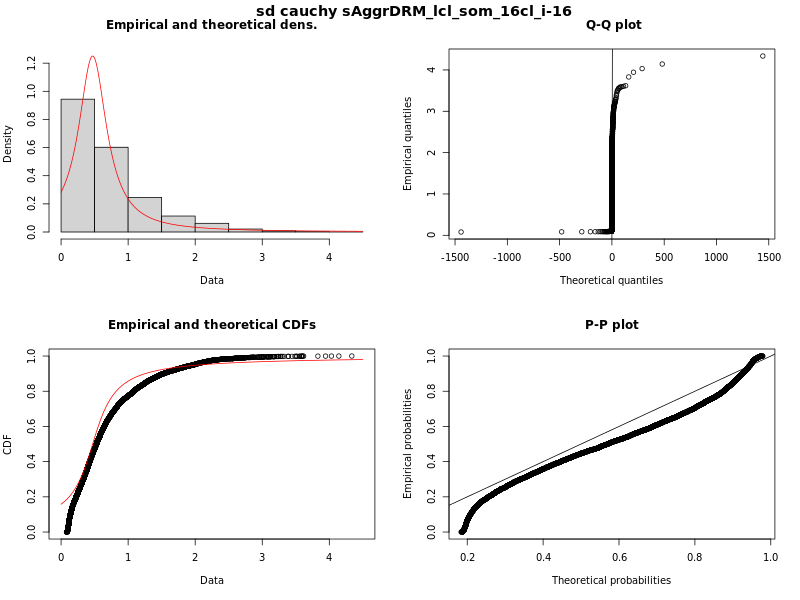 sd cauchy sAggrDRM_lcl_som_16cl_i-16
Empirical and theoretical dens.
Density
0.0 0.2 0.4 0.6 0.8 1.0 1.2
0 1 2 3 4
Data
Q-Q plot
Empirical quantiles
0 1 2 3 4
-1500 -1000 -500 0 500 1000 1500
Theoretical quantiles
Empirical and theoretical CDFs
CDF
0.0 0.2 0.4 0.6 0.8 1.0
0 1 2 3 4
Data
P-P plot
Empirical probabilities
0.0 0.2 0.4 0.6 0.8 1.0
0.2 0.4 0.6 0.8 1.0
Theoretical probabilities